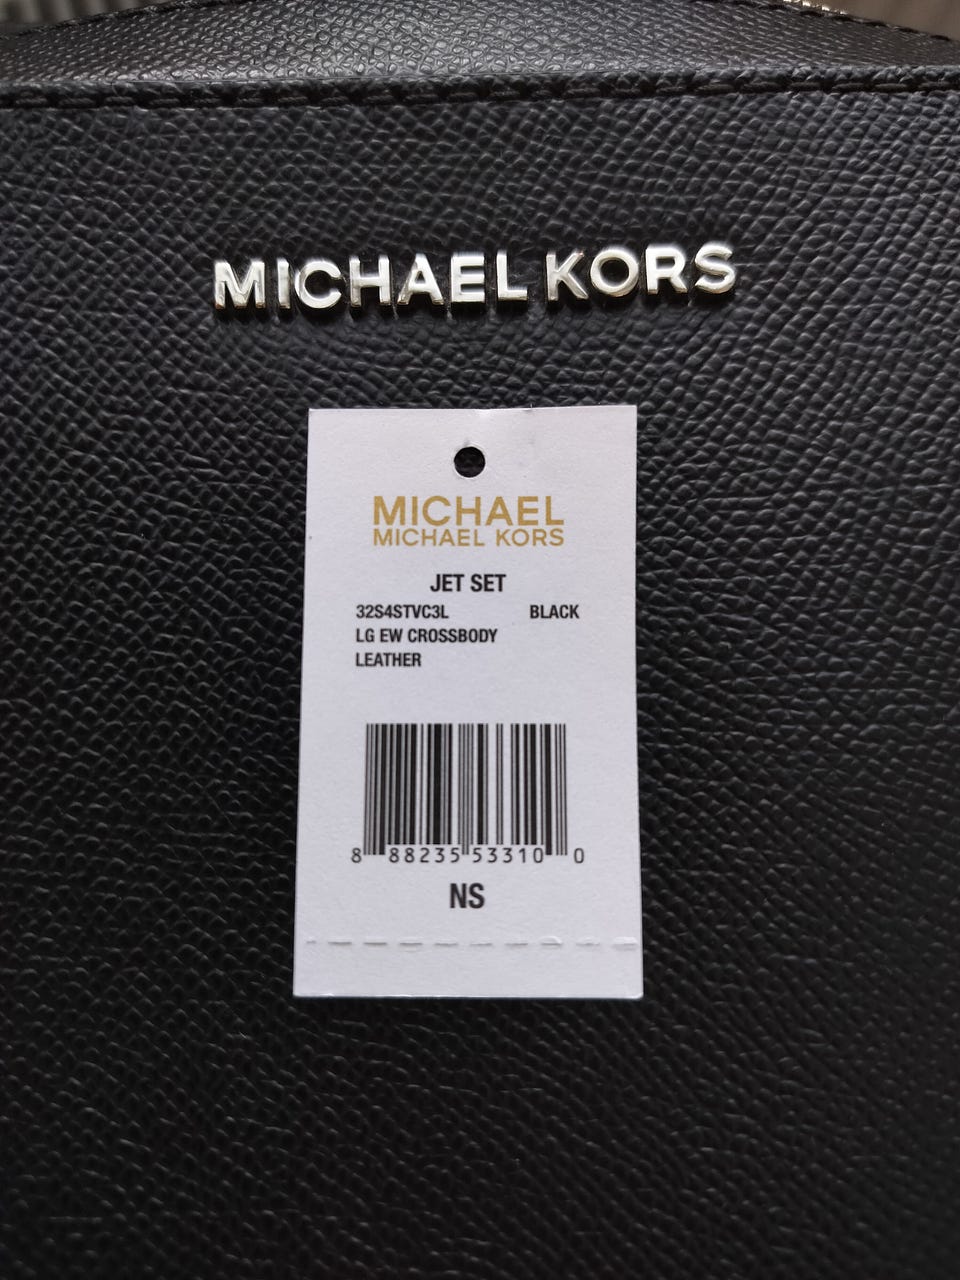 MICHAEL KORS
MICHAEL
MICHAEL KORS
JET SET
32S4STVC3L BLACK
LG EW CROSSBODY
LEATHER
8 88235 53310 0
NS